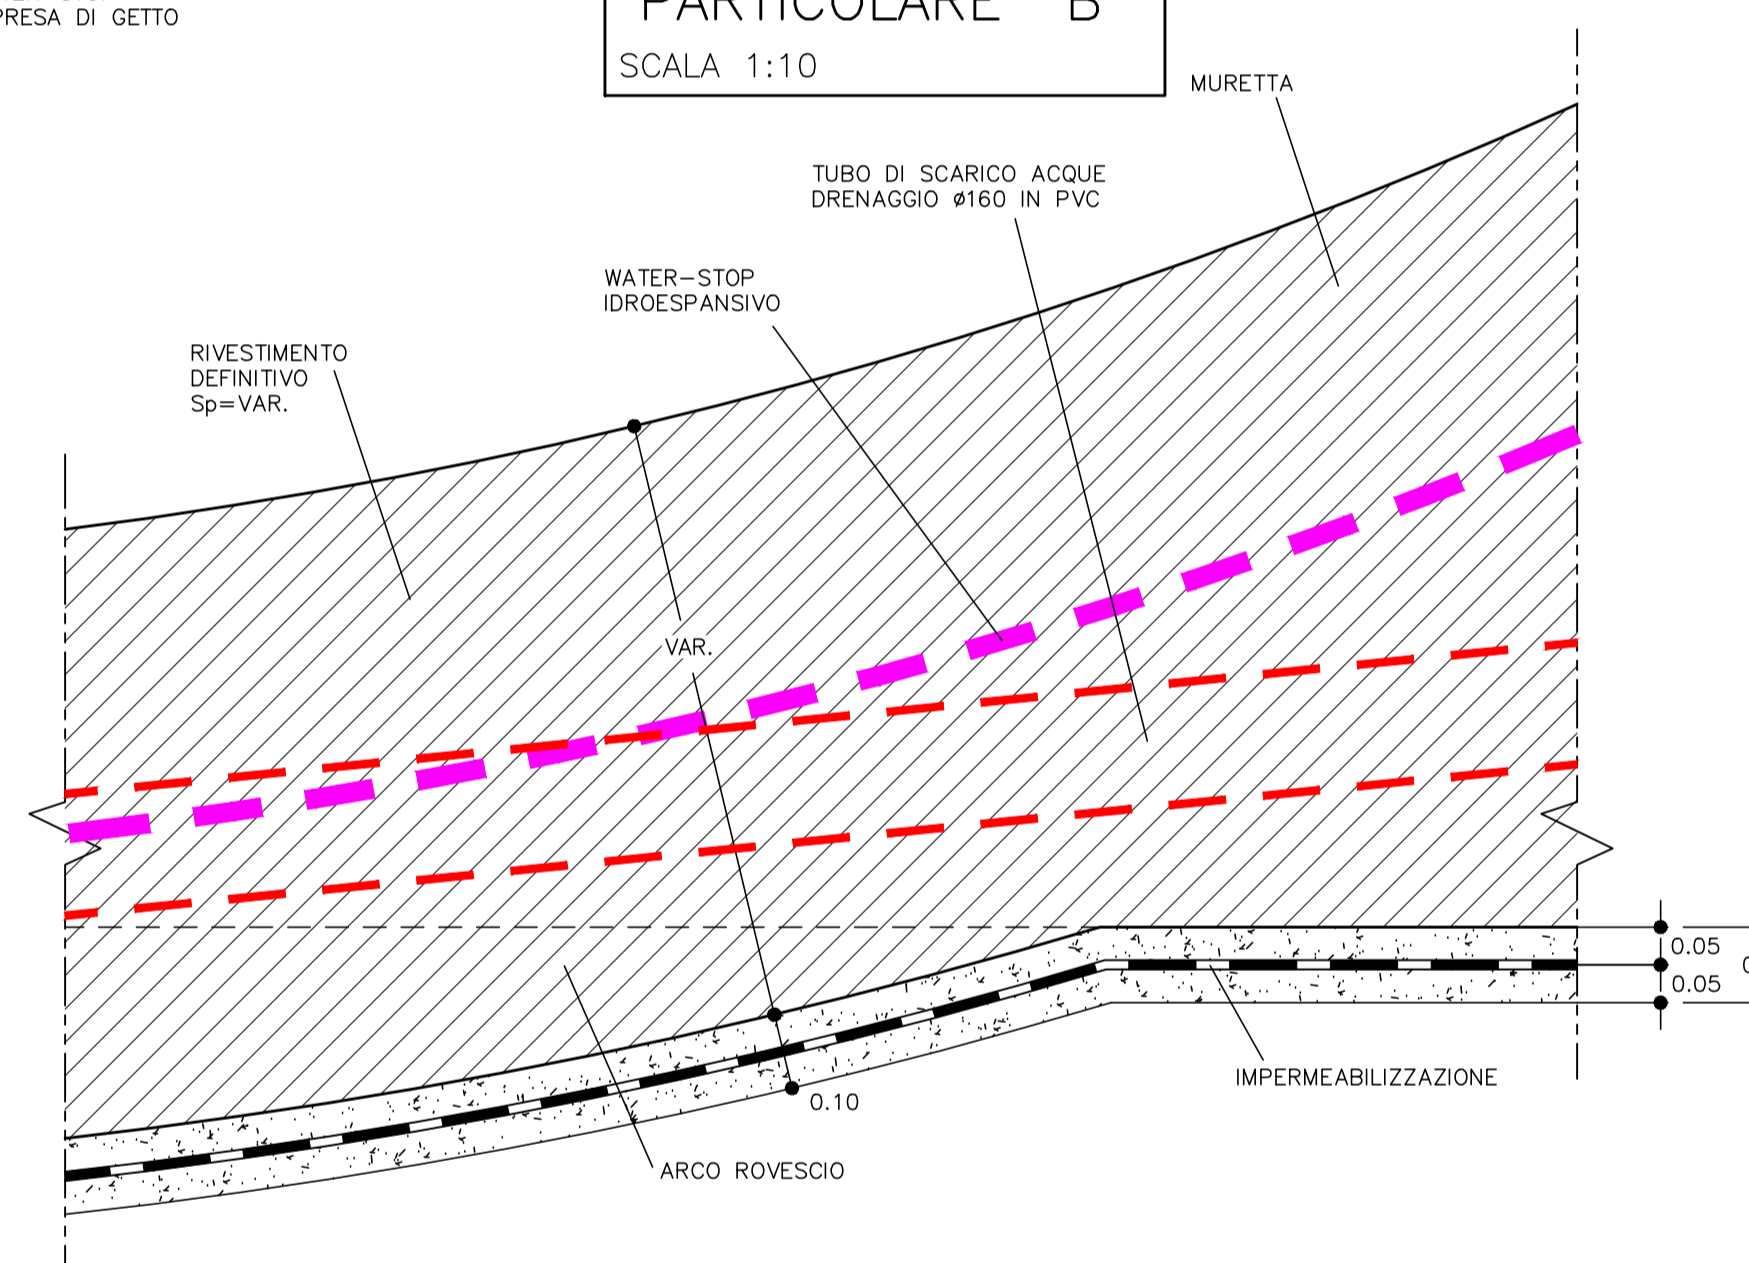 PRESA DI GETTO
PARTICOLARE "B"
SCALA 1:10
MURETTA
TUBO DI SCARICO ACQUE
DRENAGGIO ø160 IN PVC
WATER-STOP
IDROESPANSIVO
RIVESTIMENTO
DEFINITIVO
Sp=VAR.
VAR.
0.05
0.05
IMPERMEABILIZZAZIONE
0.10
ARCO ROVESCIO